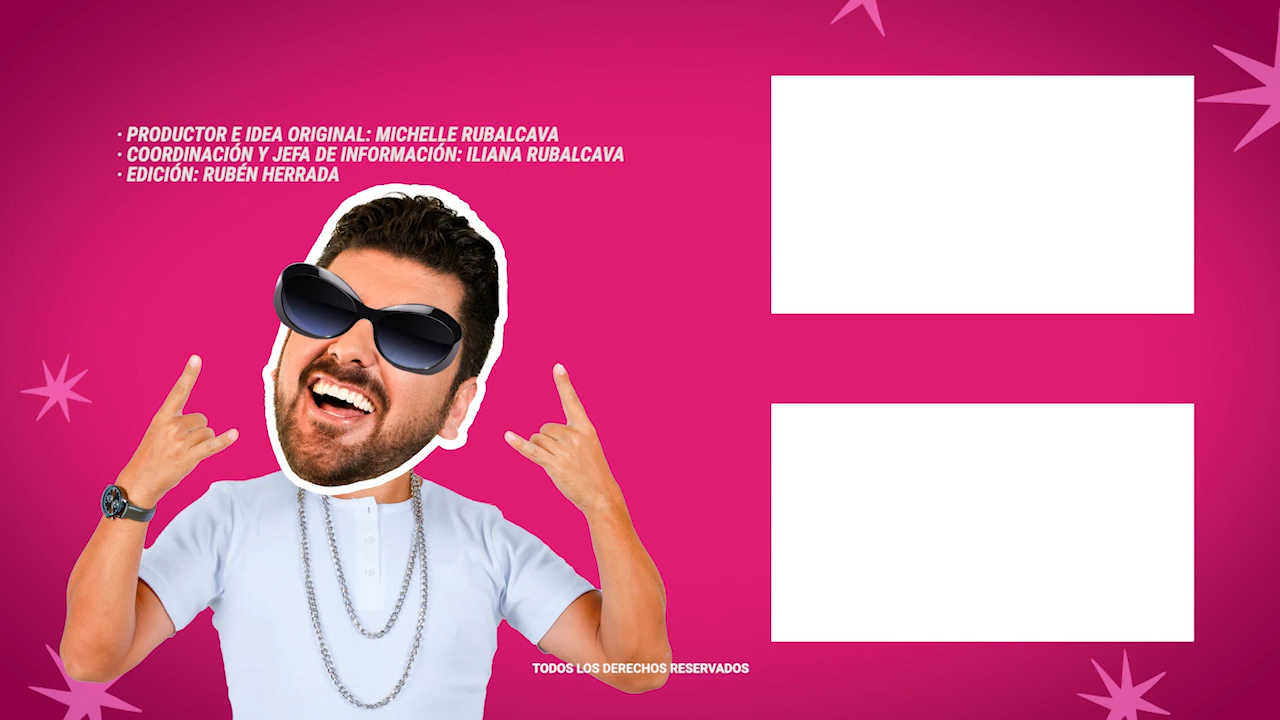 · PRODUCTOR E IDEA ORIGINAL: MICHELLE RUBALCAVA
· COORDINACIÓN Y JEFA DE INFORMACIÓN: ILIANA RUBALCAVA
· EDICIÓN: RUBÉN HERRADA
TODOS LOS DERECHOS RESERVADOS